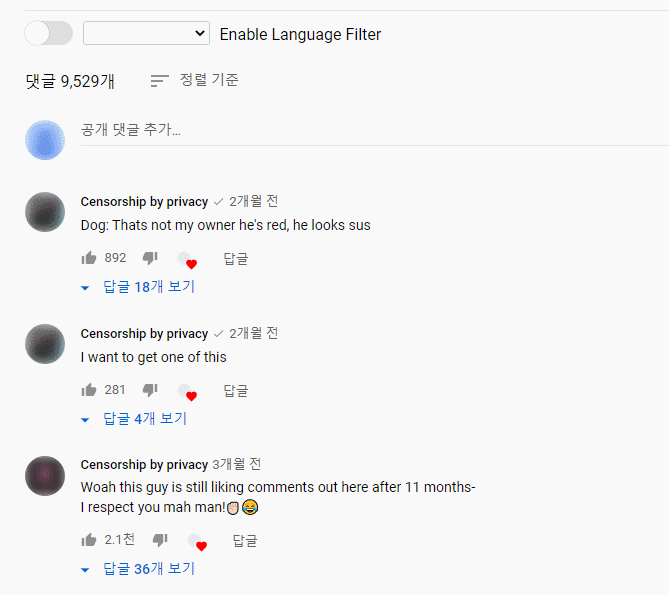 Enable Language Filter
댓글 9,529개 정렬 기준
공개 댓글 추가...
Censorship by privacy ✓ 2개월 전
Dog: Thats not my owner he's red, he looks sus
892 답글
답글 18개 보기
Censorship by privacy ✓ 2개월 전
I want to get one of this
281 답글
답글 4개 보기
Censorship by privacy 3개월 전
Woah this guy is still liking comments out here after 11 months-
I respect you mah man!✊🏻😂
2.1천 답글
답글 36개 보기